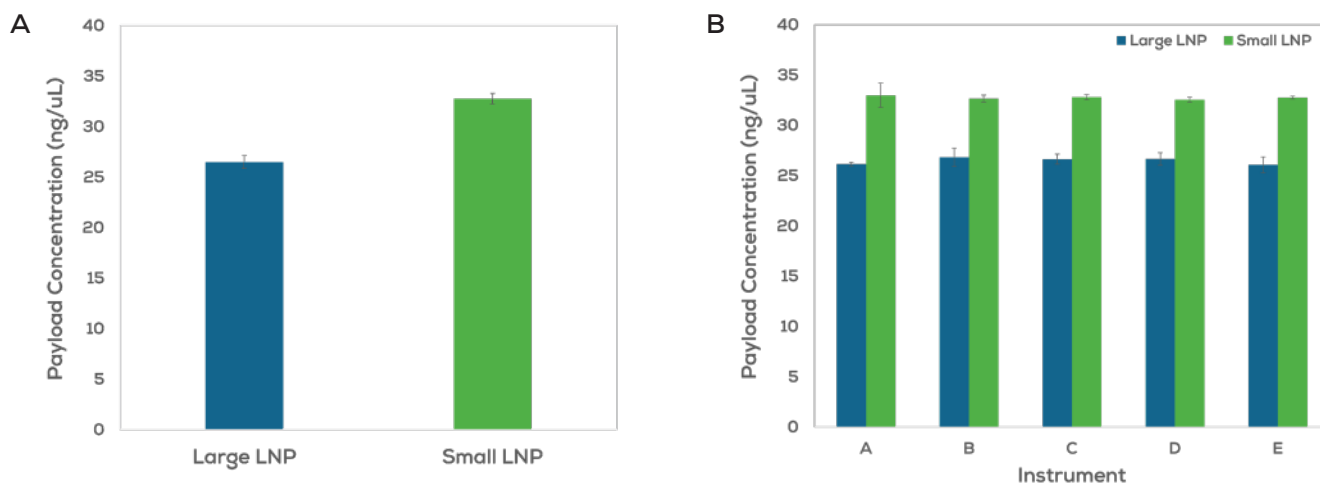 A
Payload Concentration (ng/uL)
40
35
30
25
20
15
10
5
0
Large LNP Small LNP
B
Large LNP Small LNP
Payload Concentration (ng/uL)
40
35
30
25
20
15
10
5
0
A B C D E
Instrument